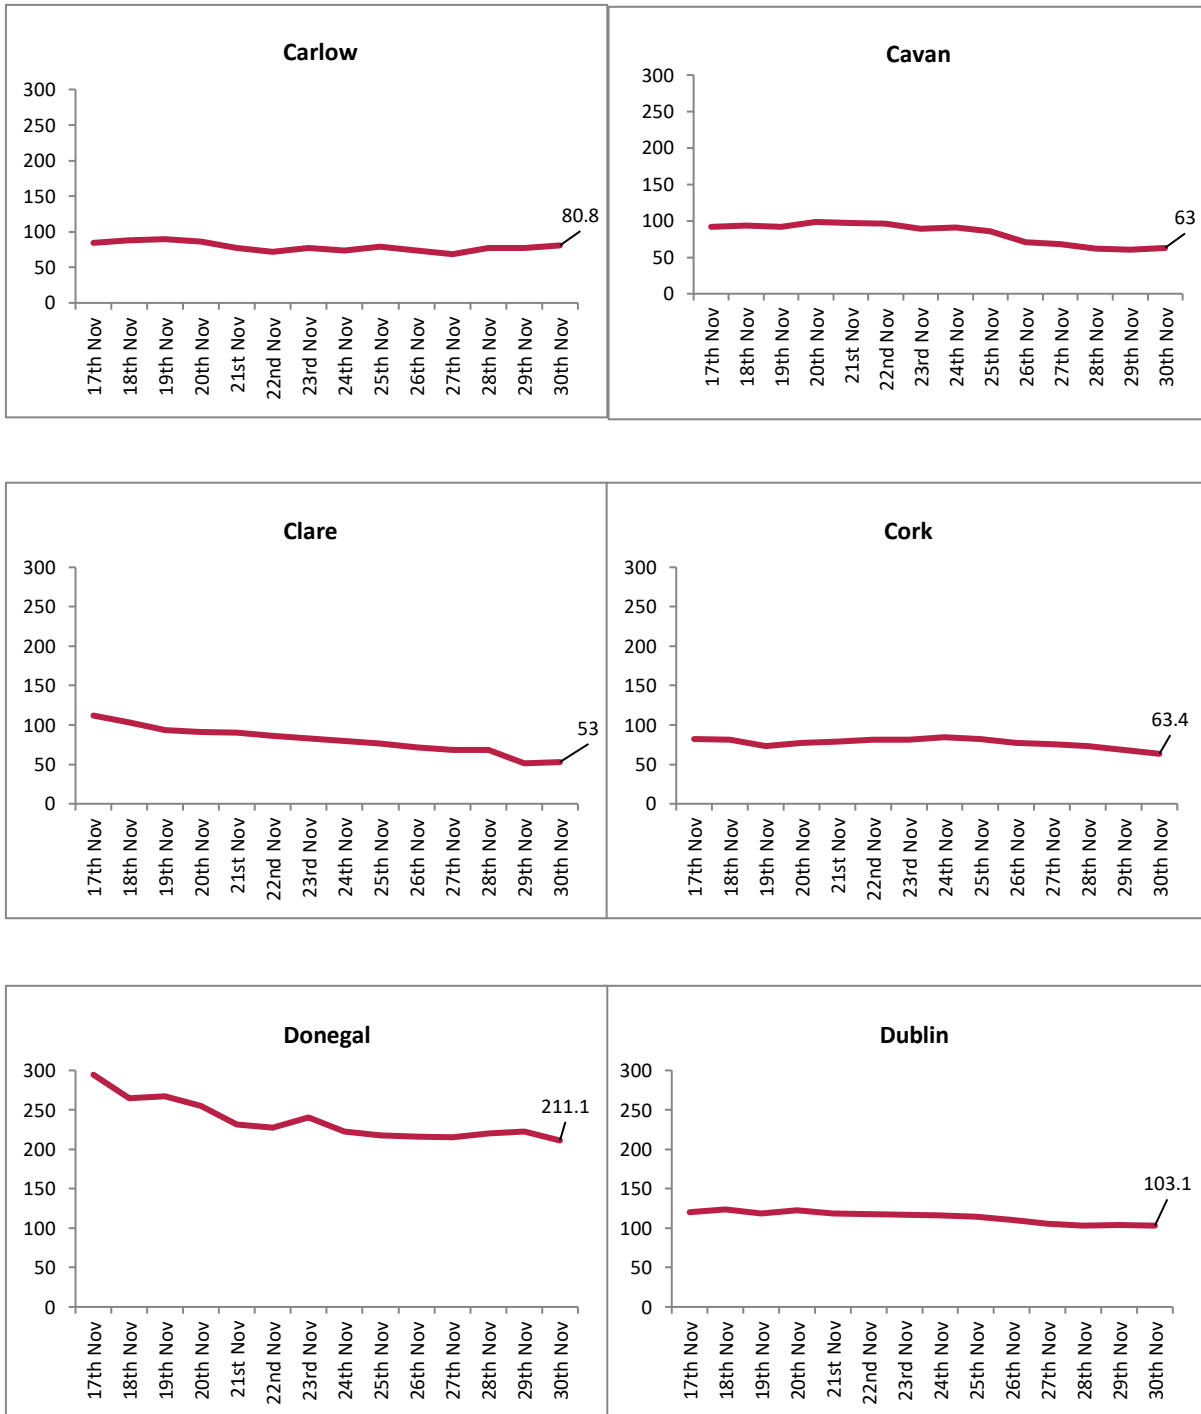 Carlow
300
250
200
150
100
50
0
80.8
17th Nov
18th Nov
19th Nov
20th Nov
21st Nov
22nd Nov
23rd Nov
24th Nov
25th Nov
26th Nov
27th Nov
28th Nov
29th Nov
30th Nov
Cavan
300
250
200
150
100
50
0
63
17th Nov
18th Nov
19th Nov
20th Nov
21st Nov
22nd Nov
23rd Nov
24th Nov
25th Nov
26th Nov
27th Nov
28th Nov
29th Nov
30th Nov
Clare
300
250
200
150
100
50
0
53
17th Nov
18th Nov
19th Nov
20th Nov
21st Nov
22nd Nov
23rd Nov
24th Nov
25th Nov
26th Nov
27th Nov
28th Nov
29th Nov
30th Nov
Cork
300
250
200
150
100
50
0
63.4
17th Nov
18th Nov
19th Nov
20th Nov
21st Nov
22nd Nov
23rd Nov
24th Nov
25th Nov
26th Nov
27th Nov
28th Nov
29th Nov
30th Nov
Donegal
300
250
200
150
100
50
0
211.1
17th Nov
18th Nov
19th Nov
20th Nov
21st Nov
22nd Nov
23rd Nov
24th Nov
25th Nov
26th Nov
27th Nov
28th Nov
29th Nov
30th Nov
Dublin
300
250
200
150
100
50
0
103.1
17th Nov
18th Nov
19th Nov
20th Nov
21st Nov
22nd Nov
23rd Nov
24th Nov
25th Nov
26th Nov
27th Nov
28th Nov
29th Nov
30th Nov